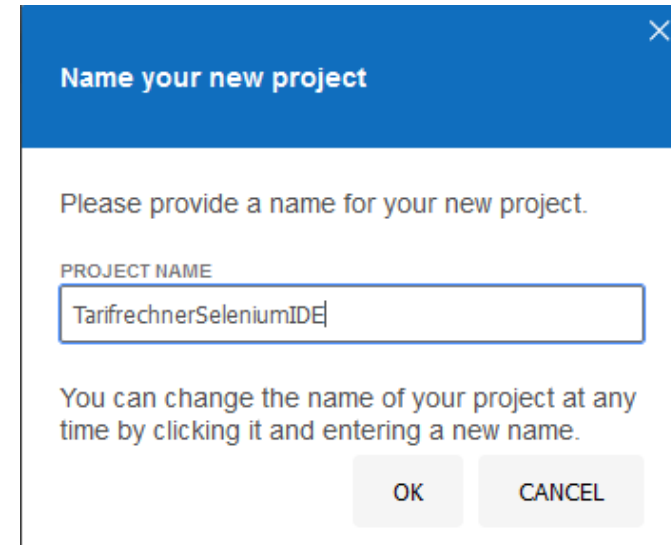 Name your new project
Please provide a name for your new project.
PROJECT NAME
TarifrechnerSeleniumIDE
You can change the name of your project at any
time by clicking it and entering a new name.
OK CANCEL